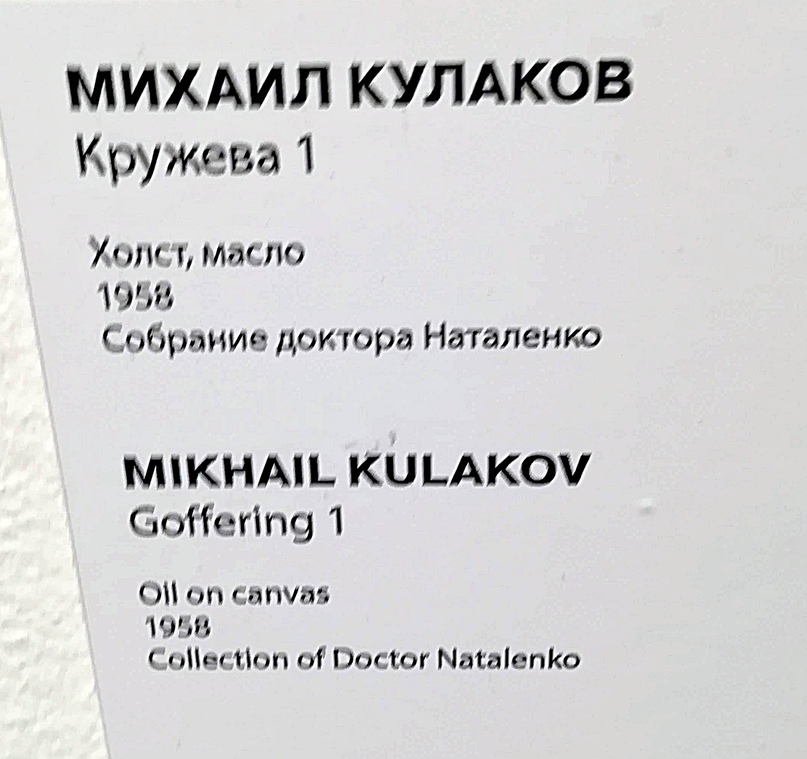 МИХАИЛ КУЛАКОВ
Кружева 1
Холст, масло
1958
Собрание доктора Наталенко
MIKHAIL KULAKOV
Goffering 1
Oil on canvas
1958
Collection of Doctor Natalenko